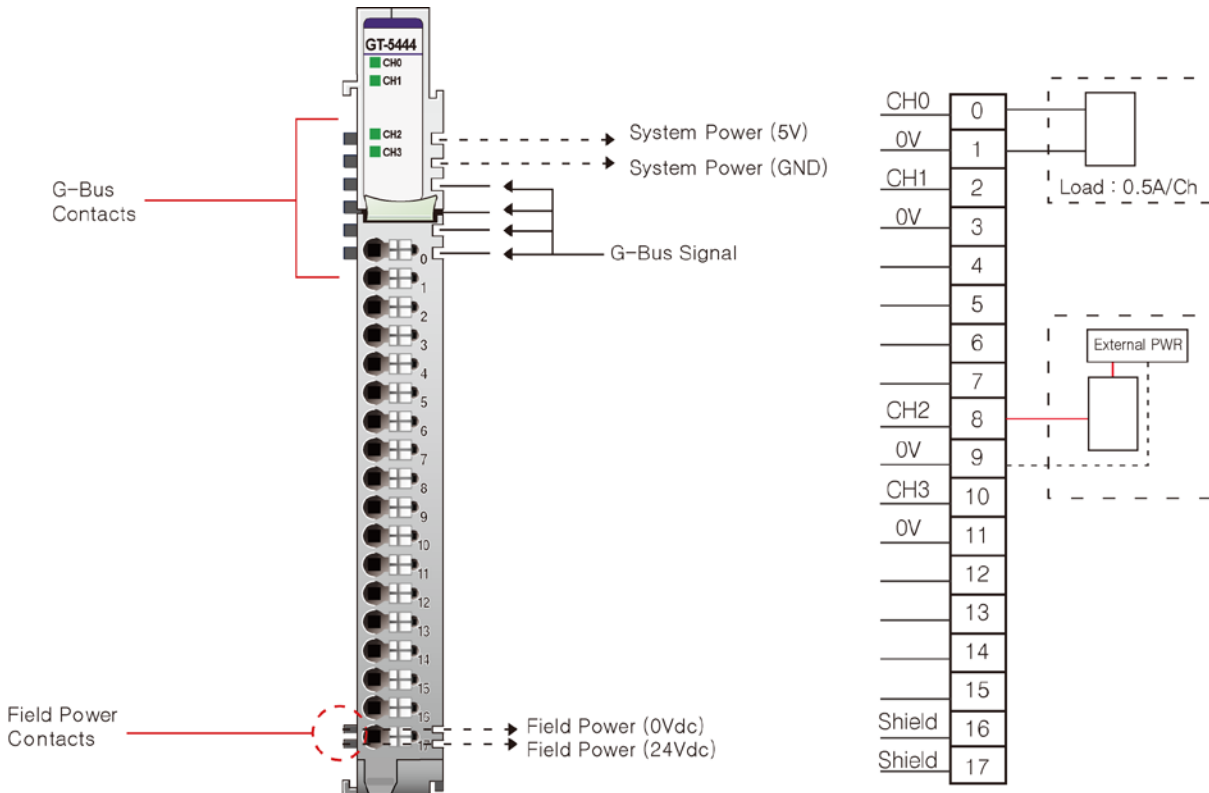 GT-5444
CH0
CH1
CH2
CH3
System Power (5V)
System Power (GND)
G-Bus
Contacts
G-Bus Signal
0
1
2
3
4
5
6
7
8
9
10
11
12
13
14
15
16
17
Field Power
Contacts
Field Power (0Vdc)
Field Power (24Vdc)
CH0 0
0V 1
CH1 2
0V 3
4
5
6
7
CH2 8
0V 9
CH3 10
0V 11
12
13
14
15
Shield 16
Shield 17
Load : 0.5A/Ch
External PWR